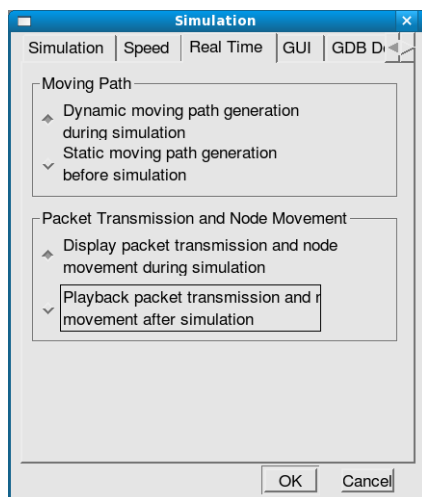 Simulation
Simulation Speed Real Time GUI GDB
Moving Path
Dynamic moving path generation
during simulation
Static moving path generation
before simulation
Packet Transmission and Node Movement
Display packet transmission and node
movement during simulation
Playback packet transmission and
movement after simulation
OK Cancel